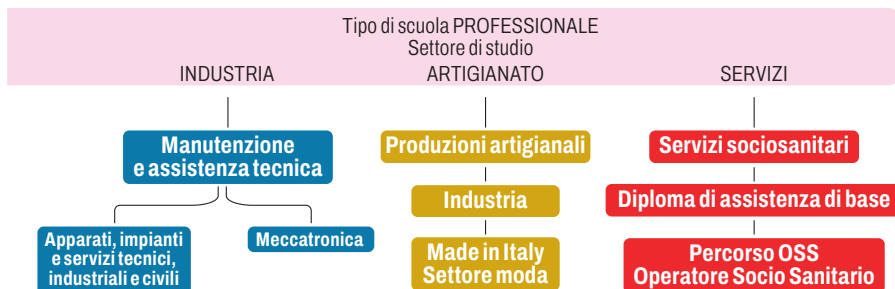 Tipo di scuola PROFESSIONALE
Settore di studio
INDUSTRIA
ARTIGIANATO
SERVIZI
Manutenzione
e assistenza tecnica
Produzioni artigianali
Servizi sociosanitari
Industria
Diploma di assistenza di base
Apparati, impianti
e servizi tecnici,
industriali e civili
Meccatronica
Made in Italy
Settore moda
Percorso OSS
Operatore Socio Sanitario